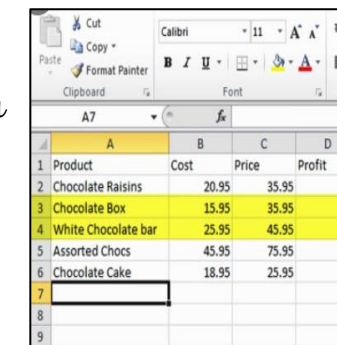 Cut
Calibri 11 A A
Copy
Paste
Format Painter
B I U A
Clipboard Font
A7 fx
A B C D
1 Product Cost Price Profit
2 Chocolate Raisins 20.95 35.95
3 Chocolate Box 15.95 35.95
4 White Chocolate bar 25.95 45.95
5 Assorted Chocs 45.95 75.95
6 Chocolate Cake 18.95 25.95
7
8
9